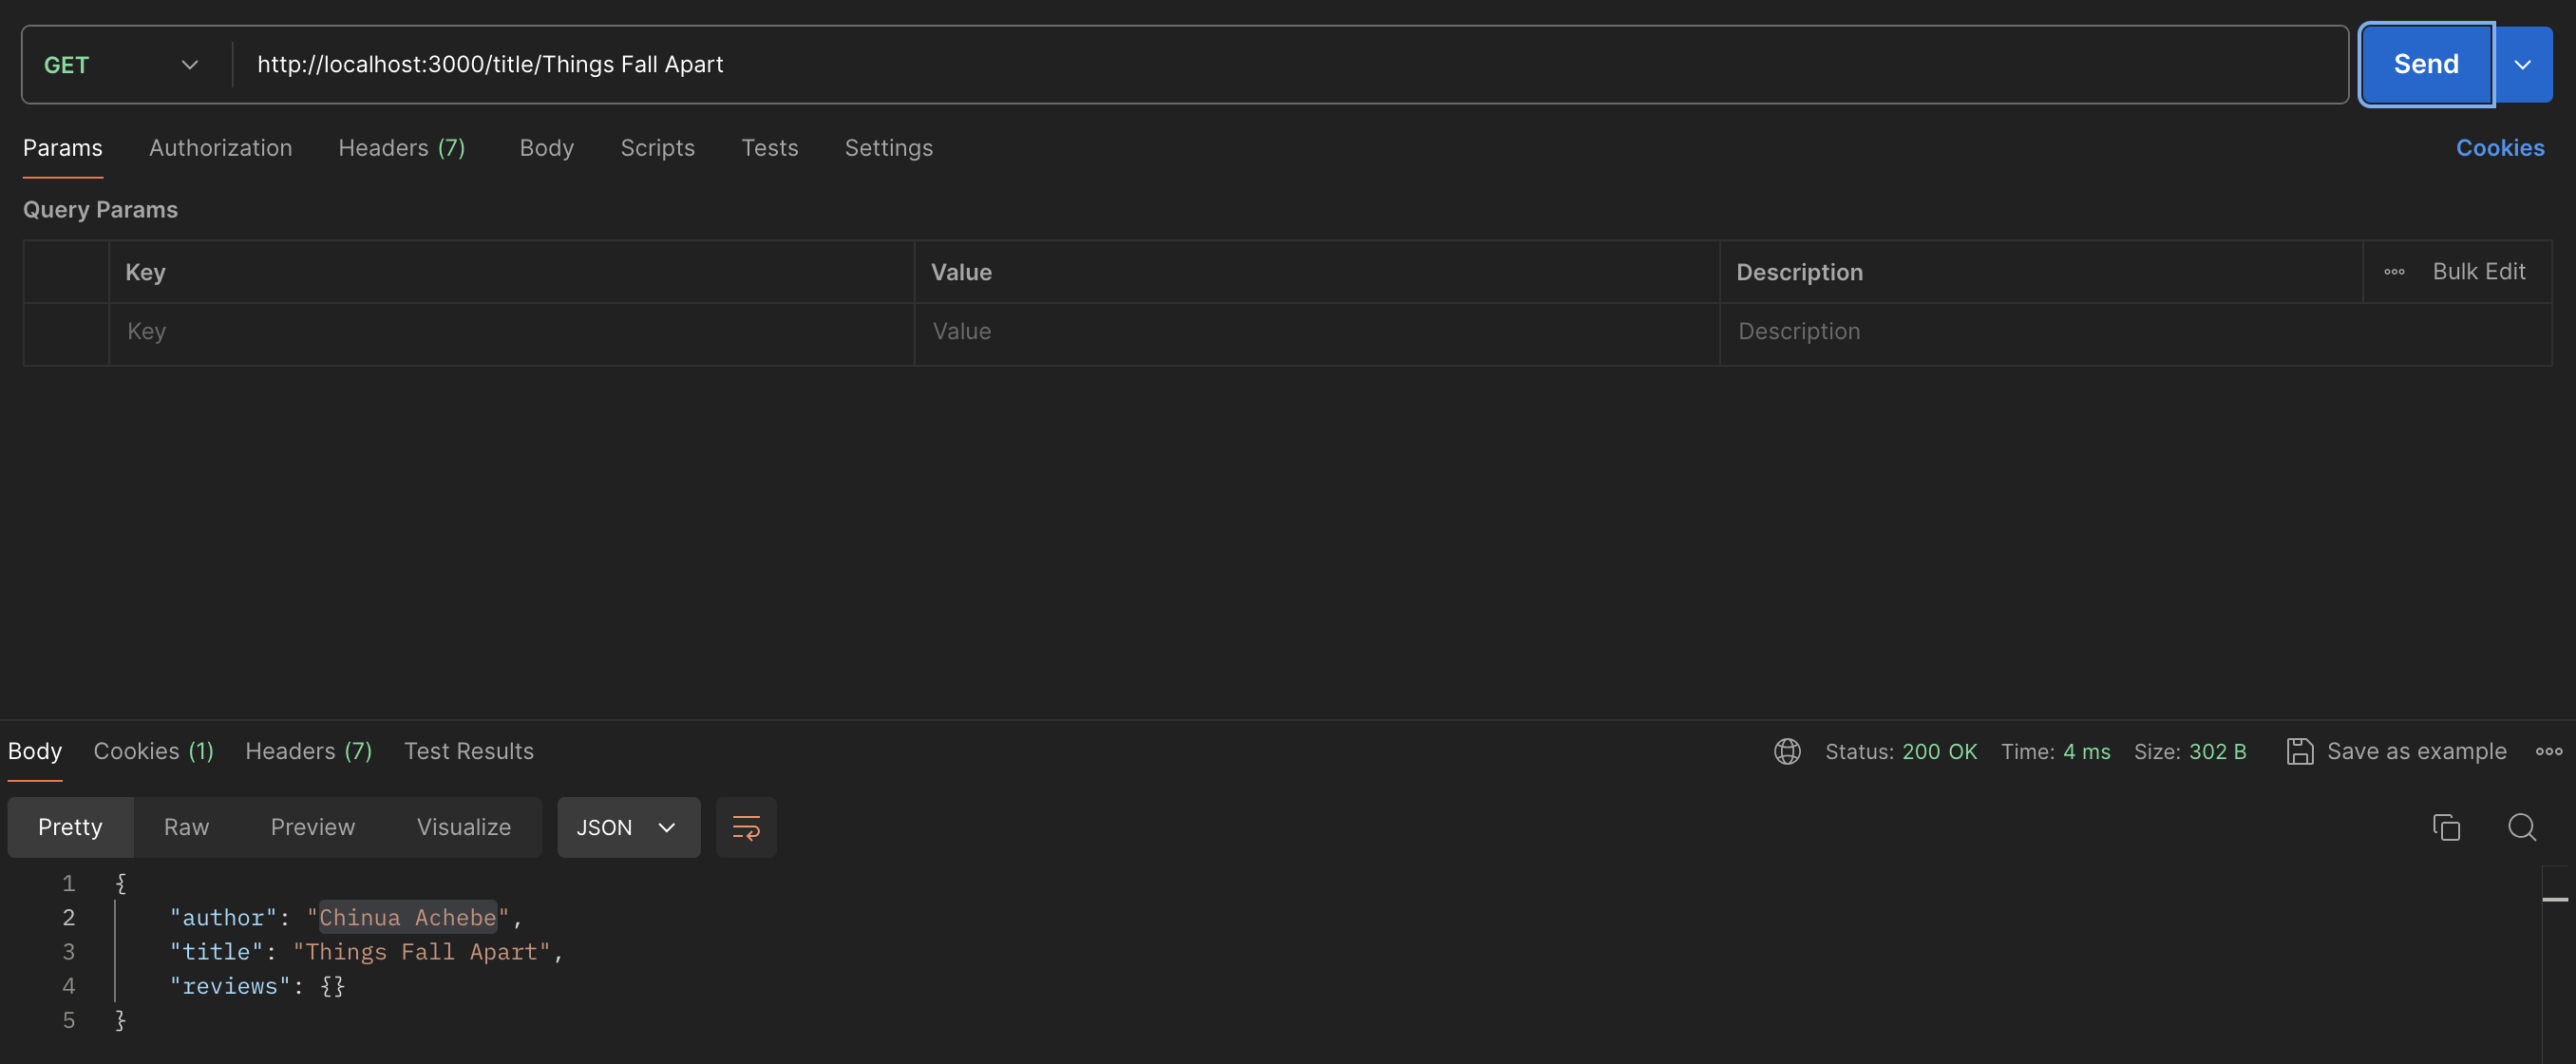 GET http://localhost:3000/title/Things Fall Apart Send
Params Authorization Headers (7) Body Scripts Tests Settings Cookies
Query Params
Key Value Description Bulk Edit
Key Value Description
Body Cookies (1) Headers (7) Test Results Status: 200 OK Time: 4 ms Size: 302 B Save as example
Pretty Raw Preview Visualize JSON
1 {
2 "author": "Chinua Achebe",
3 "title": "Things Fall Apart",
4 "reviews": {}
5 }